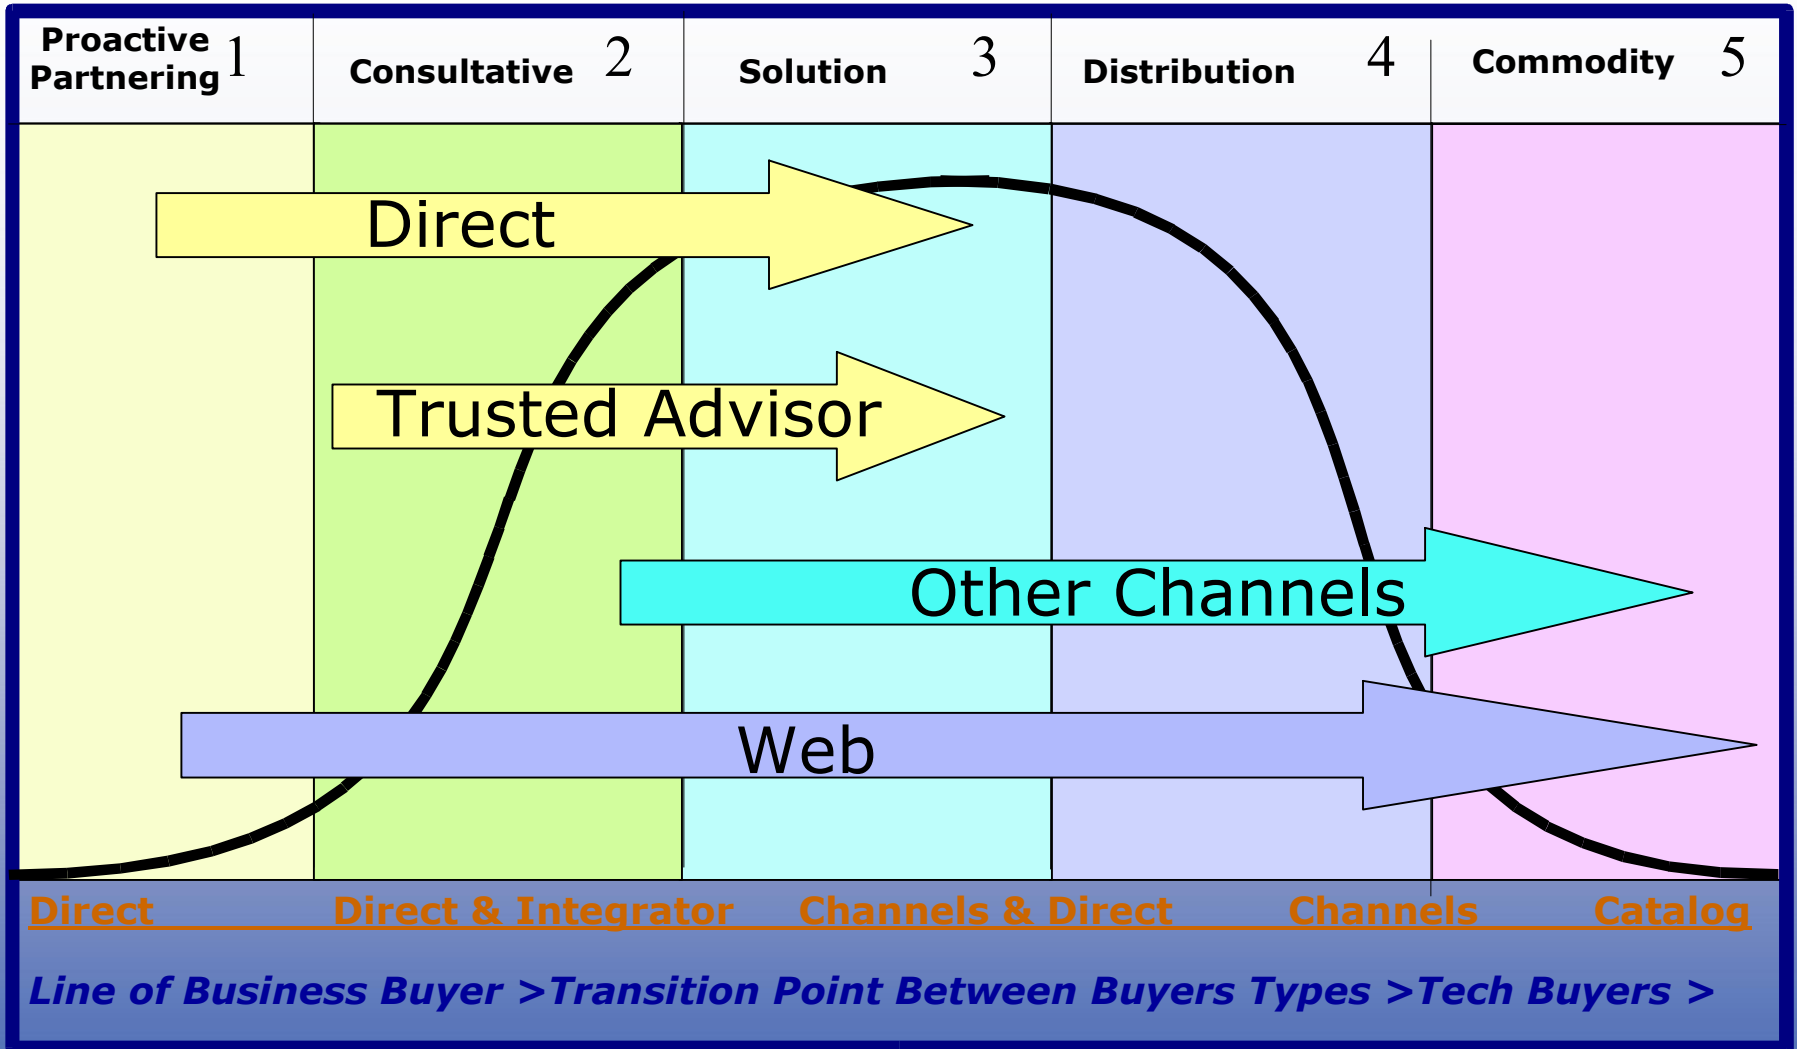 Proactive
Partnering 1
Consultative 2
Solution 3
Distribution 4
Commodity 5
Direct
Trusted Advisor
Other Channels
Web
Direct Direct & Integrator Channels & Direct Channels Catalog
Line of Business Buyer >Transition Point Between Buyers Types >Tech Buyers >